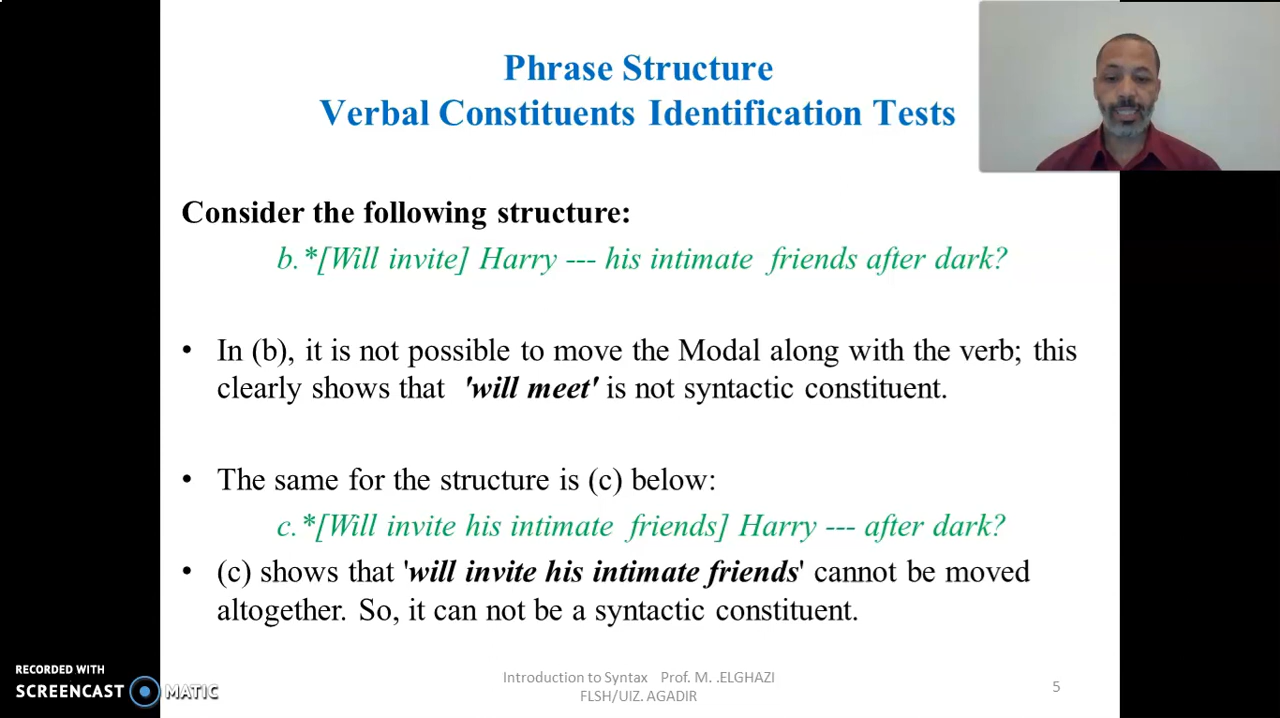 Phrase Structure
Verbal Constituents Identification Tests
Consider the following structure:
b.*[Will invite] Harry --- his intimate friends after dark?
• In (b), it is not possible to move the Modal along with the verb; this
clearly shows that 'will meet' is not syntactic constituent.
• The same for the structure is (c) below:
c.*[Will invite his intimate friends] Harry --- after dark?
• (c) shows that 'will invite his intimate friends' cannot be moved
altogether. So, it can not be a syntactic constituent.
RECORDED WITH
SCREENCAST MATIC
Introduction to Syntax Prof. M. .ELGHAZI
FLSH/UIZ. AGADIR
5